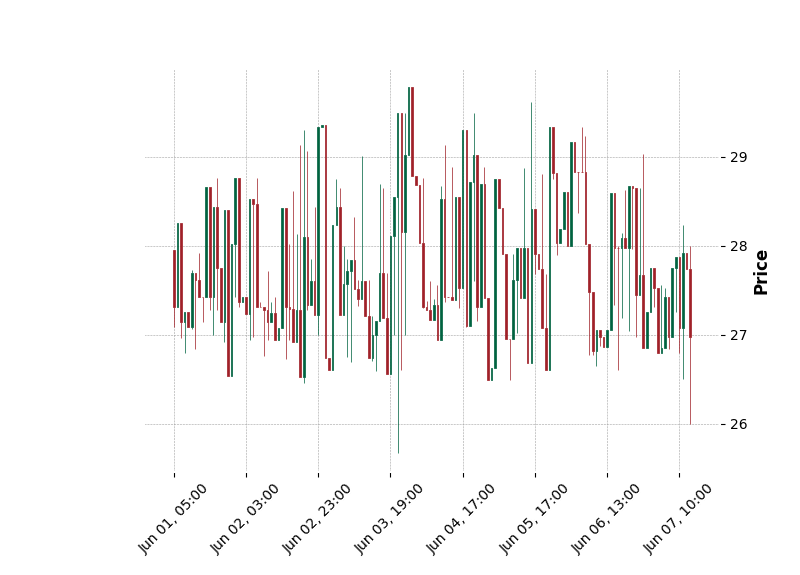 29
28
27
26
Price
Jun 01, 05:00
Jun 02, 03:00
Jun 02, 23:00
Jun 03, 19:00
Jun 04, 17:00
Jun 05, 17:00
Jun 06, 13:00
Jun 07, 10:00